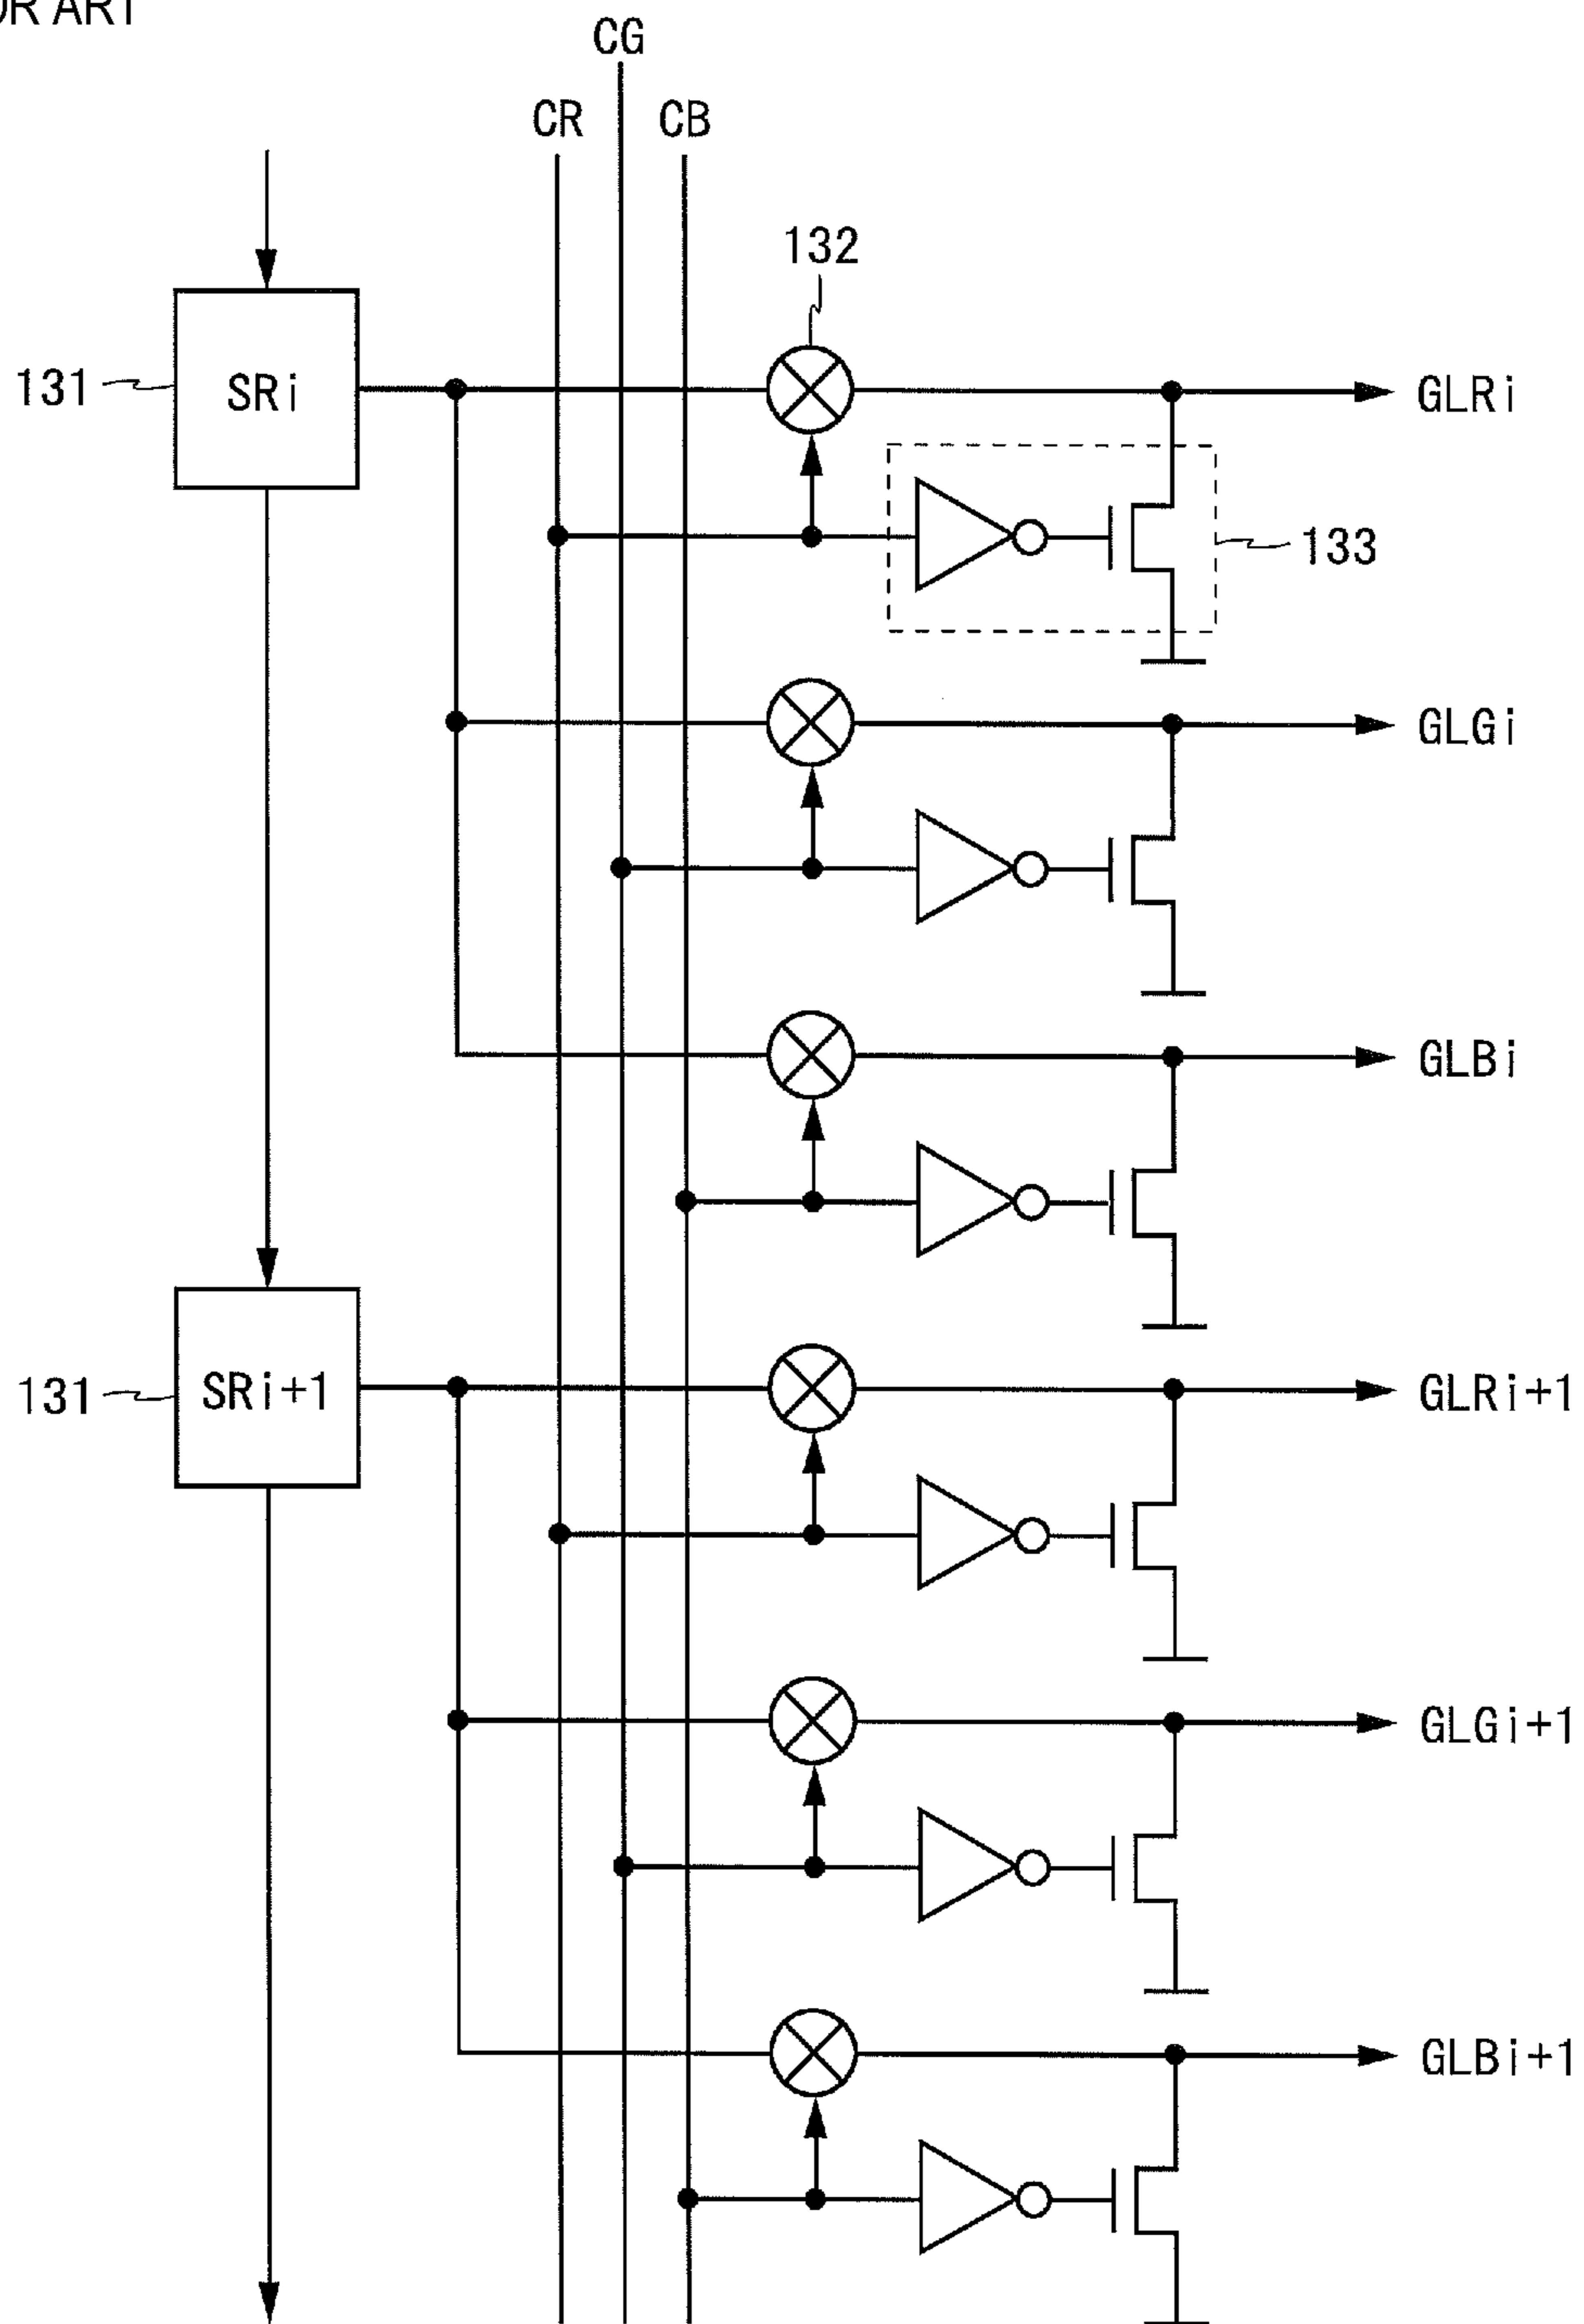 OR ART
CG
CR
CB
132
131
SRi
GLRi
133
GLGi
GLBi
131
SRi+1
GLRi+1
GLGi+1
GLBi+1